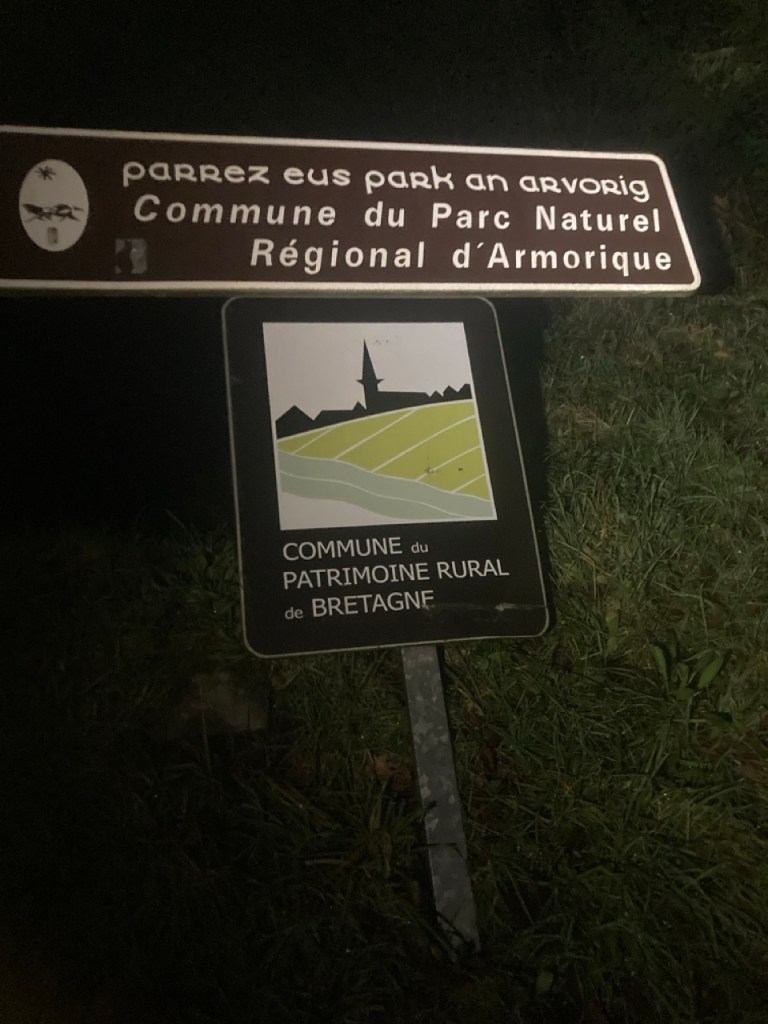 PARREZ EUS PARK AN ARVORIG
Commune du Parc Naturel
Régional d'Armorique
COMMUNE du
PATRIMOINE RURAL
de BRETAGNE